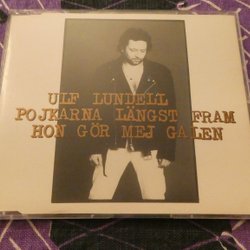 ULF LUNDELL
POJKARNA LÄNGST FRAM
HON GÖR MEJ GALEN